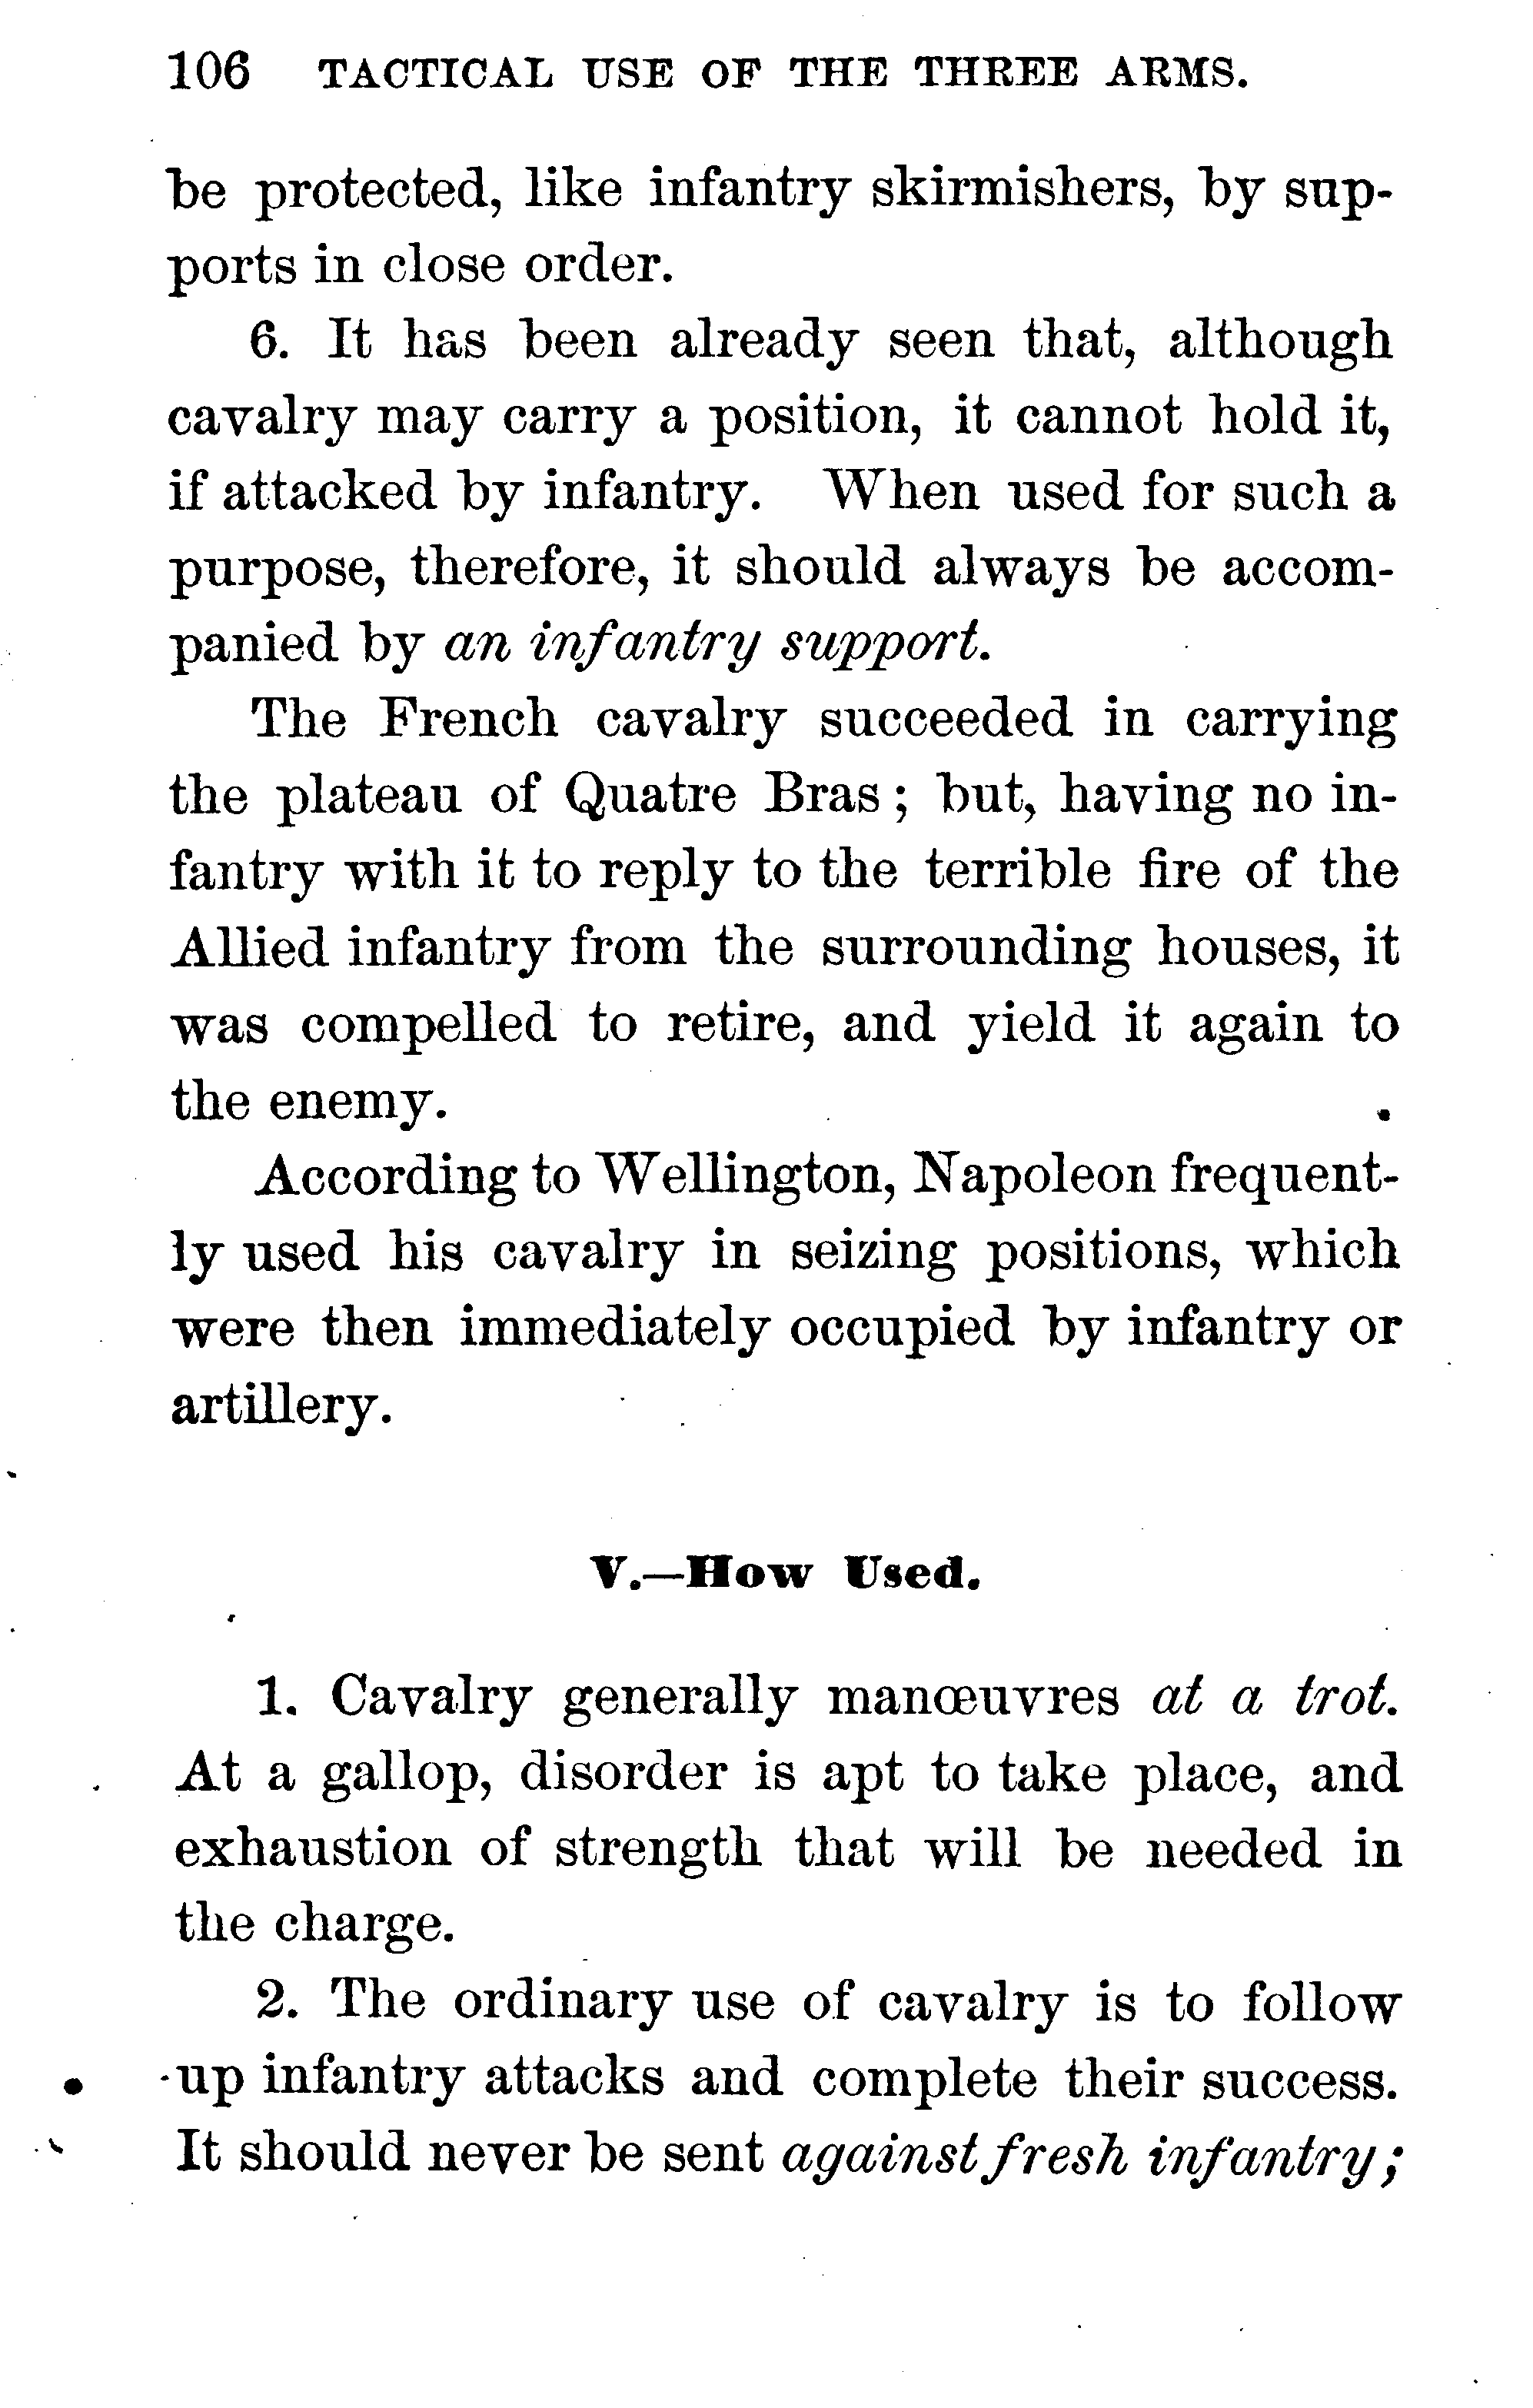 106 TACTICAL USE OF THE THREE ARMS.
be protected, like infantry skirmishers, by sup-
ports in close order.
6. It has been already seen that, although
cavalry may carry a position, it cannot hold it,
if attacked by infantry. When used for such a
purpose, therefore, it should always be accom-
panied by an infantry support.
The French cavalry succeeded in carrying
the plateau of Quatre Bras; but, having no in-
fantry with it to reply to the terrible fire of the
Allied infantry from the surrounding houses, it
was compelled to retire, and yield it again to
the enemy.
According to Wellington, Napoleon frequent-
ly used his cavalry in seizing positions, which
were then immediately occupied by infantry or
artillery.
V.—How Used.
1. Cavalry generally manœuvres at a trot.
At a gallop, disorder is apt to take place, and
exhaustion of strength that will be needed in
the charge.
2. The ordinary use of cavalry is to follow
up infantry attacks and complete their success.
It should never be sent against fresh infantry;